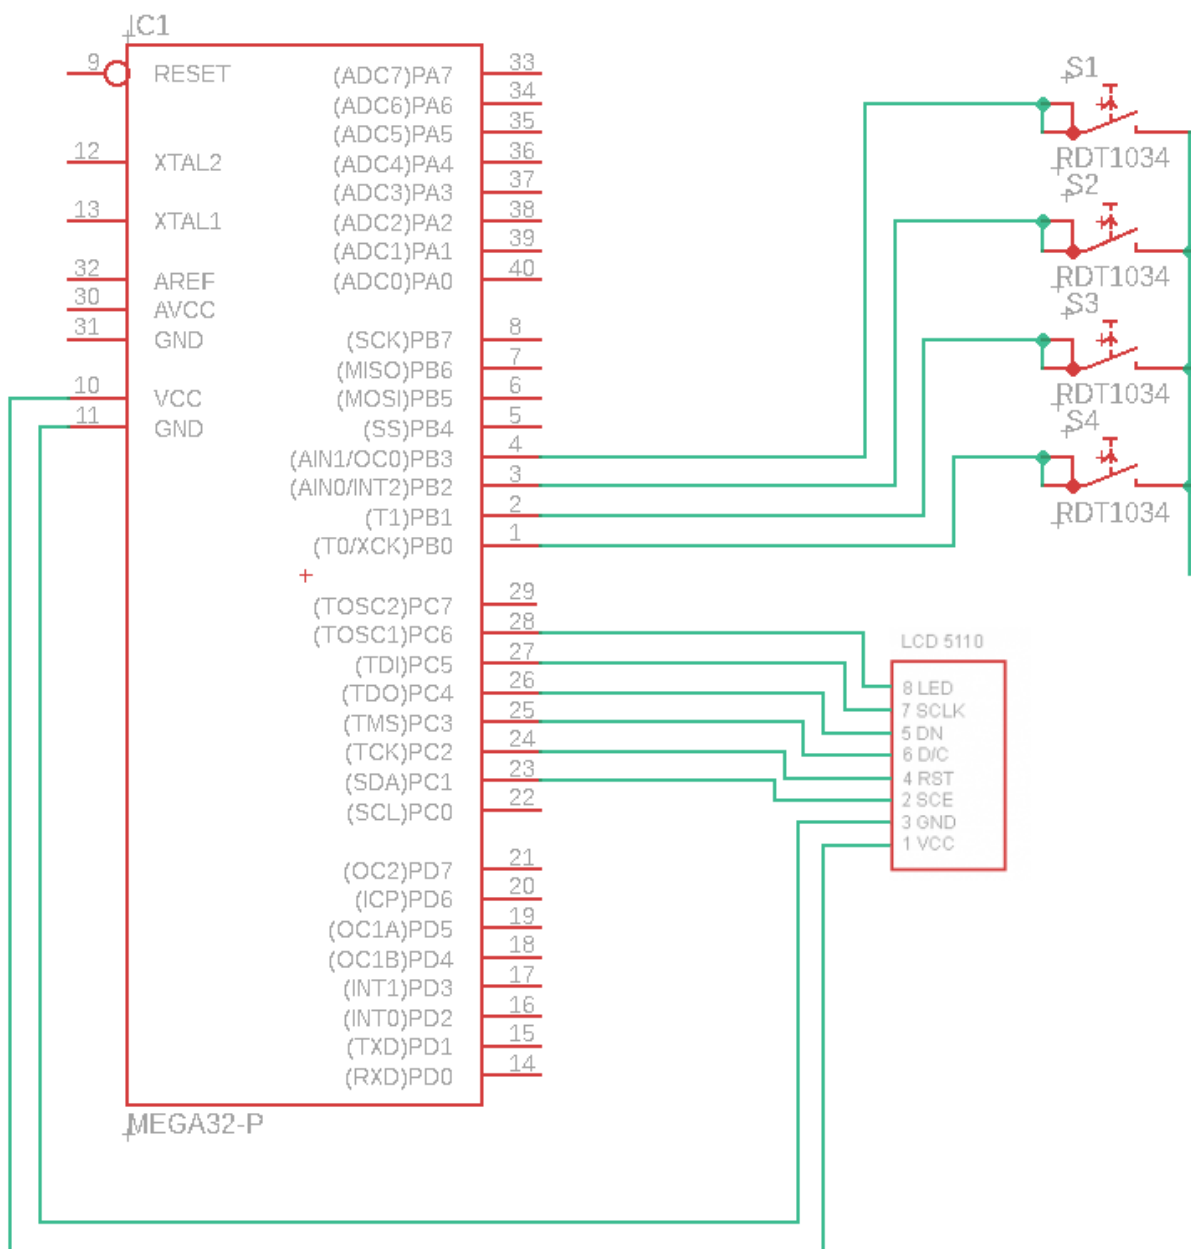 IC1
9 RESET
12 XTAL2
13 XTAL1
32 AREF
30 AVCC
31 GND
10 VCC
11 GND
(ADC7)PA7 33
(ADC6)PA6 34
(ADC5)PA5 35
(ADC4)PA4 36
(ADC3)PA3 37
(ADC2)PA2 38
(ADC1)PA1 39
(ADC0)PA0 40
(SCK)PB7 8
(MISO)PB6 7
(MOSI)PB5 6
(SS)PB4 5
(AIN1/OC0)PB3 4
(AIN0/INT2)PB2 3
(T1)PB1 2
(T0/XCK)PB0 1
(TOSC2)PC7 29
(TOSC1)PC6 28
(TDI)PC5 27
(TDO)PC4 26
(TMS)PC3 25
(TCK)PC2 24
(SDA)PC1 23
(SCL)PC0 22
(OC2)PD7 21
(ICP)PD6 20
(OC1A)PD5 19
(OC1B)PD4 18
(INT1)PD3 17
(INT0)PD2 16
(TXD)PD1 15
(RXD)PD0 14
MEGA32-P
S1
RDT1034
S2
RDT1034
S3
RDT1034
S4
RDT1034
LCD 5110
8 LED
7 SCLK
5 DN
6 D/C
4 RST
2 SCE
3 GND
1 VCC